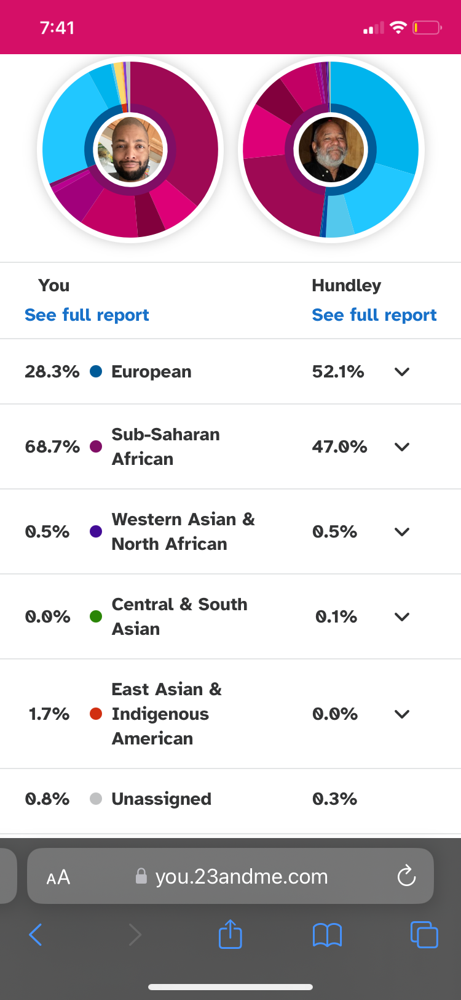 7:41
You
Hundley
See full report
See full report
28.3% European 52.1%
68.7% Sub-Saharan African 47.0%
0.5% Western Asian & North African 0.5%
0.0% Central & South Asian 0.1%
1.7% East Asian & Indigenous American 0.0%
0.8% Unassigned 0.3%
AA you.23andme.com